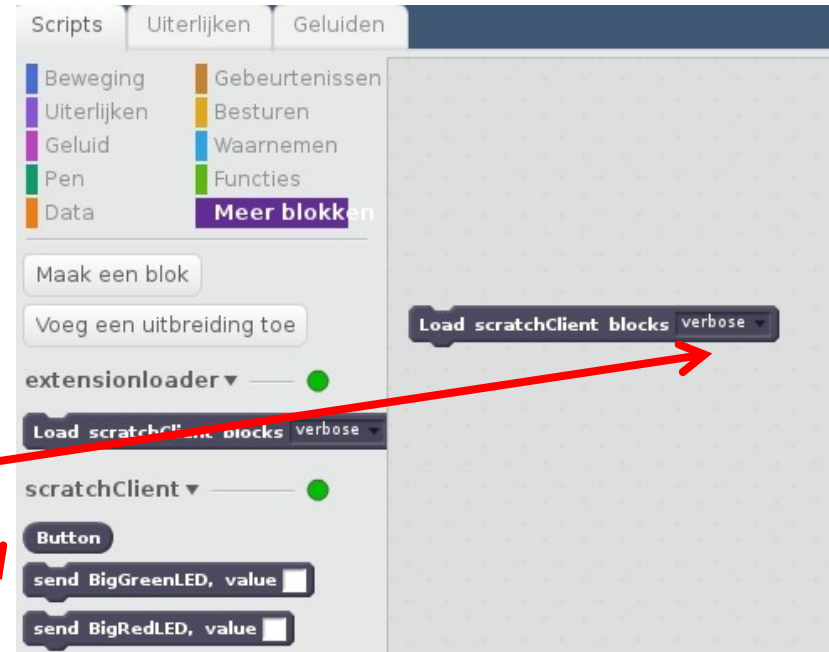 Scripts Uiterlijken Geluiden
Beweging Gebeurtenissen
Uiterlijken Besturen
Geluid Waarnemen
Pen Functies
Data Meer blokken
Maak een blok
Voeg een uitbreiding toe
Load scratchClient blocks verbose
extensionloader
Load scratchClient blocks verbose
scratchClient
Button
send BigGreenLED, value
send BigRedLED, value